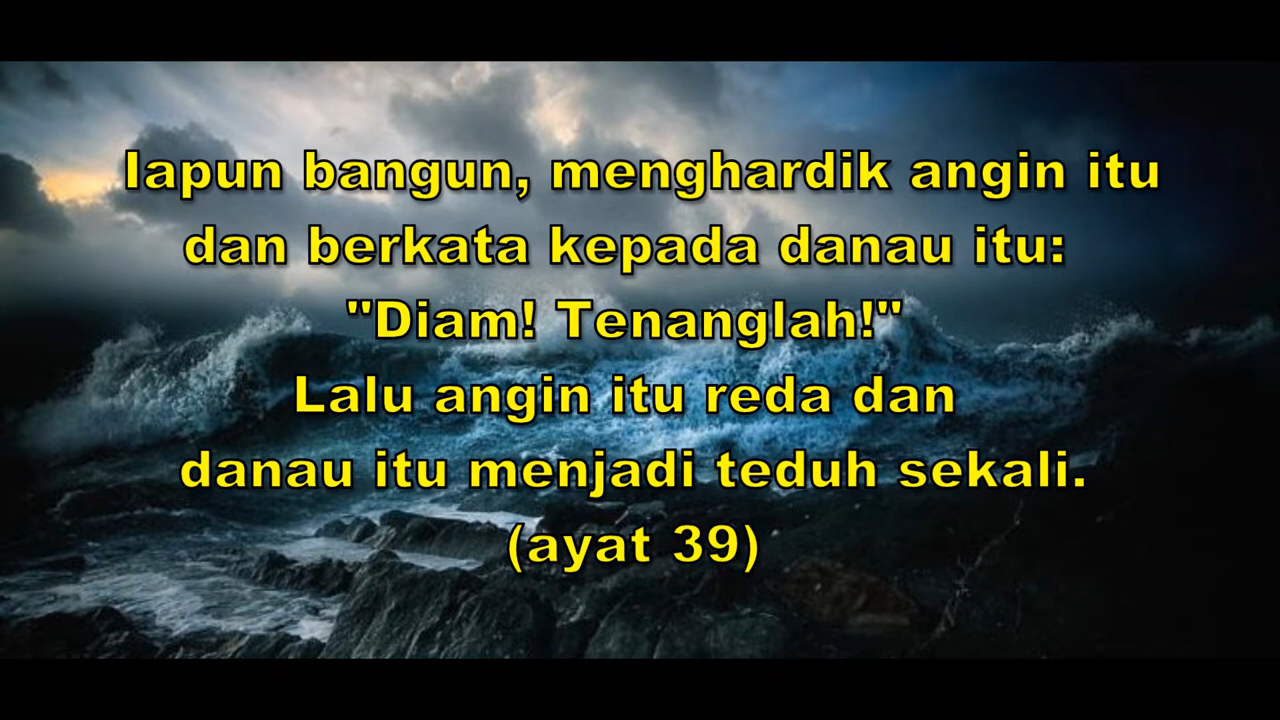 Iapun bangun, menghardik angin itu
dan berkata kepada danau itu:
"Diam! Tenanglah!"
Lalu angin itu reda dan
danau itu menjadi teduh sekali.
(ayat 39)